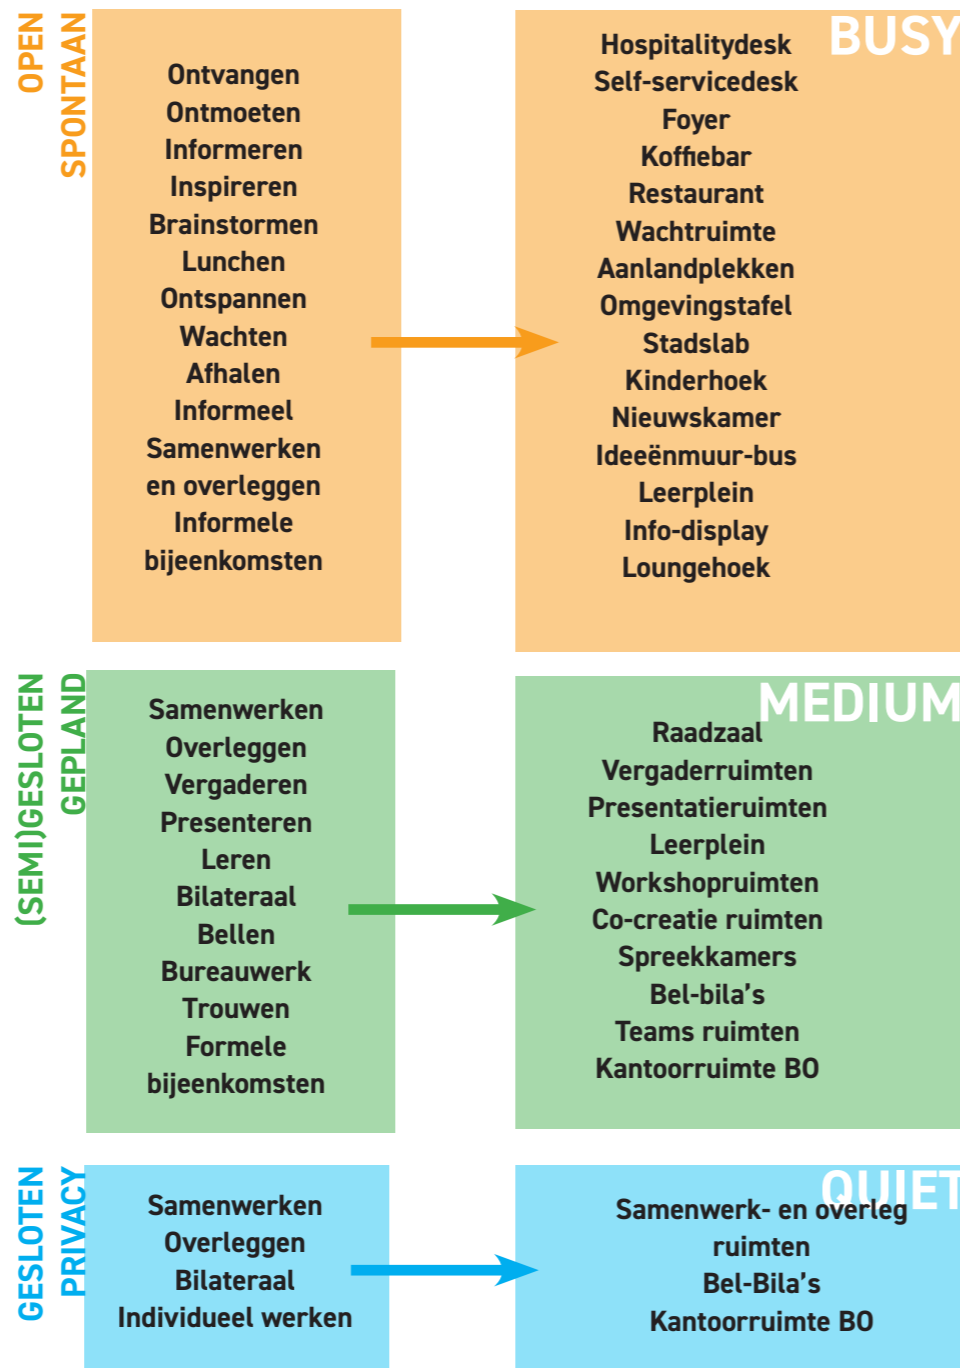 OPEN
SPONTAAN
Ontvangen
Ontmoeten
Informeren
Inspireren
Brainstormen
Lunchen
Ontspannen
Wachten
Afhalen
Informeel
Samenwerken
en overleggen
Informele
bijeenkomsten
BUSY
Hospitalitydesk
Self-servicedesk
Foyer
Koffiebar
Restaurant
Wachtruimte
Aanlandplekken
Omgevingstafel
Stadslab
Kinderhoek
Nieuwskamer
Ideeënmuur-bus
Leerplein
Info-display
Loungehoek
(SEMI)GESLOTEN
GEPLAND
Samenwerken
Overleggen
Vergaderen
Presenteren
Leren
Bilateraal
Bellen
Bureauwerk
Trouwen
Formele
bijeenkomsten
MEDIUM
Raadzaal
Vergaderruimten
Presentatieruimten
Leerplein
Workshopruimten
Co-creatie ruimten
Spreekkamers
Bel-bila's
Teams ruimten
Kantoorruimte BO
GESLOTEN
PRIVACY
Samenwerken
Overleggen
Bilateraal
Individueel werken
QUIET
Samenwerk- en overleg
ruimten
Bel-Bila's
Kantoorruimte BO